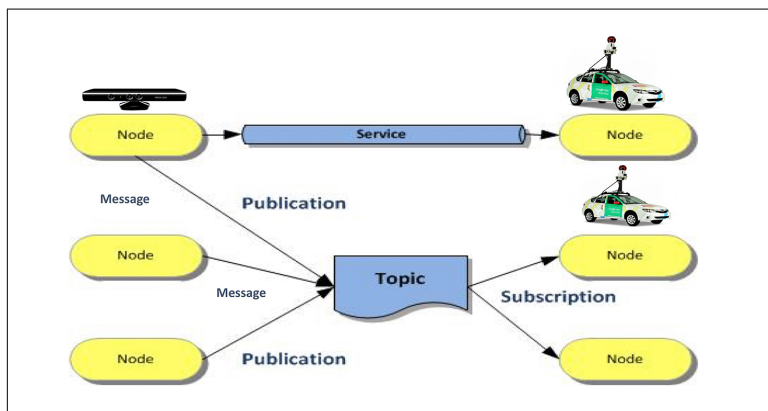 Node
Service
Node
Message
Publication
Node
Message
Topic
Node
Subscription
Node
Publication
Node